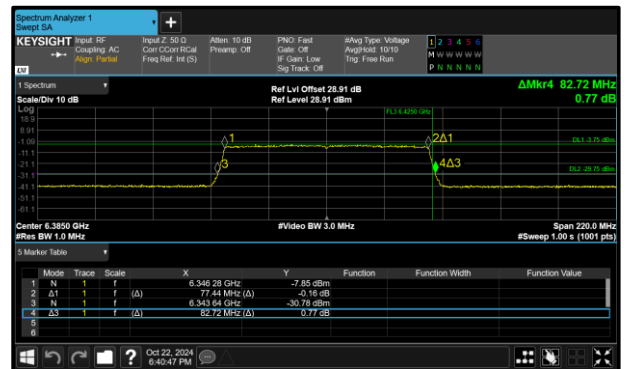 Spectrum Analyzer 1
Swept SA
KEYSIGHT Input: RF Input Z: 50 Ω Atten: 10 dB PNO: Fast #Avg Type: Voltage 1 2 3 4 5 6
Coupling: AC Corr CCorr RCal Preamp: Off Gate: Off Avg|Hold: 10/10 M W W W W W
Align: Partial Freq Ref: Int (S) IF Gain: Low Trig: Free Run P N N N N N
Sig Track: Off
LXI
1 Spectrum Ref Lvl Offset 28.91 dB ΔMkr4 82.72 MHz
Scale/Div 10 dB Ref Level 28.91 dBm 0.77 dB
Log
18.9 FL3 6.4250 GHz
8.91
-1.09 1 2Δ1 DL1 -3.75 dBm
-11.1
-21.1 3 4Δ3 DL2 -29.75 dBm
-31.1
-41.1
-51.1
-61.1
Center 6.3850 GHz #Video BW 3.0 MHz Span 220.0 MHz
#Res BW 1.0 MHz #Sweep 1.00 s (1001 pts)
5 Marker Table
Mode Trace Scale X Y Function Function Width Function Value
1 N 1 f 6.346 28 GHz -7.85 dBm
2 Δ1 1 f (Δ) 77.44 MHz (Δ) -0.16 dB
3 N 1 f 6.343 64 GHz -30.78 dBm
4 Δ3 1 f (Δ) 82.72 MHz (Δ) 0.77 dB
5
6
? Oct 22, 2024
6:40:47 PM